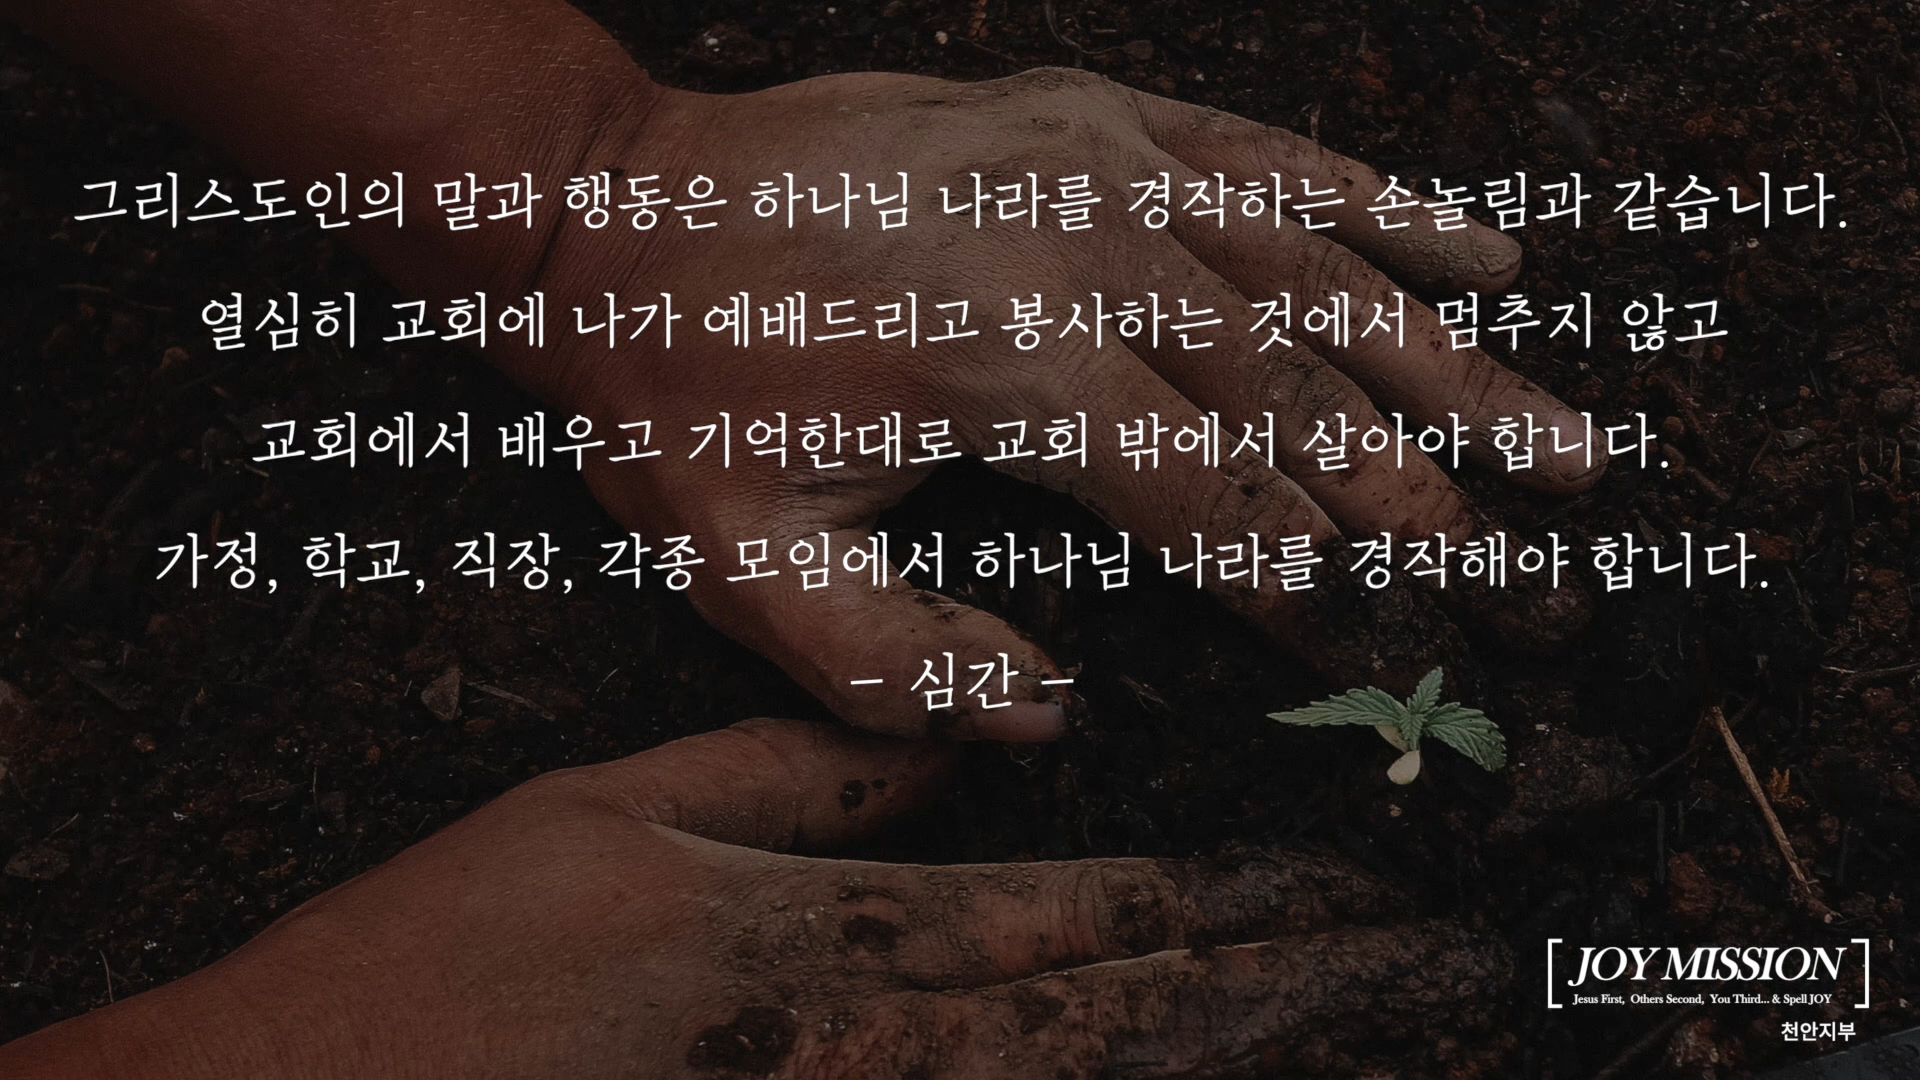 그리스도인의 말과 행동은 하나님 나라를 경작하는 손놀림과 같습니다.
열심히 교회에 나가 예배드리고 봉사하는 것에서 멈추지 않고
교회에서 배우고 기억한대로 교회 밖에서 살아야 합니다.
가정, 학교, 직장, 각종 모임에서 하나님 나라를 경작해야 합니다.
- 심간 -
[JOY MISSION]
Jesus First, Others Second, You Third... & Spell JOY
천안지부